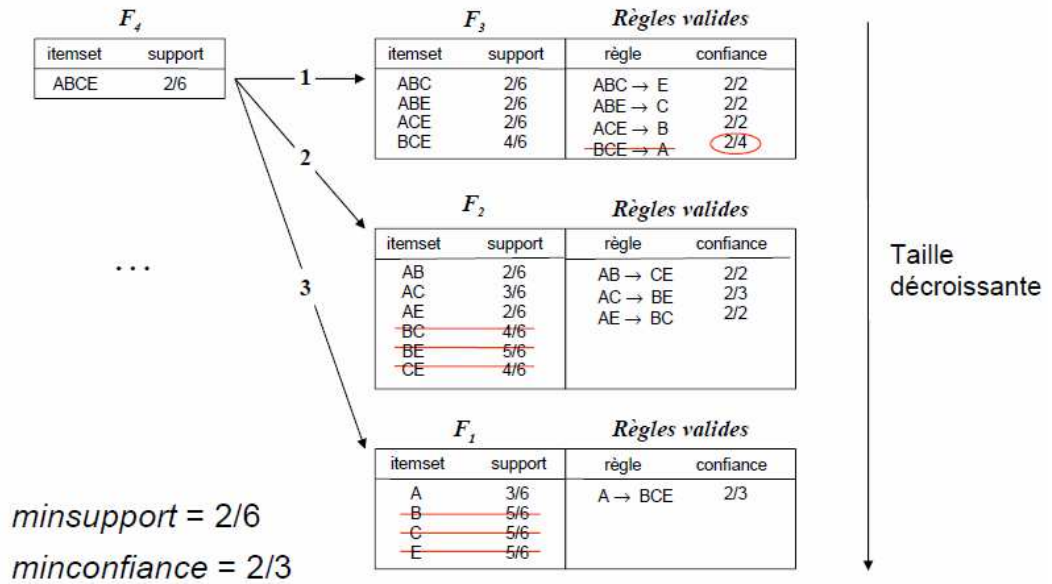 F₄
itemset support
ABCE 2/6
1
2
3
...
F₃ Règles valides
itemset support règle confiance
ABC 2/6 ABC → E 2/2
ABE 2/6 ABE → C 2/2
ACE 2/6 ACE → B 2/2
BCE 4/6 BCE → A 2/4
F₂ Règles valides
itemset support règle confiance
AB 2/6 AB → CE 2/2
AC 3/6 AC → BE 2/3
AE 2/6 AE → BC 2/2
BC 4/6
BE 5/6
CE 4/6
F₁ Règles valides
itemset support règle confiance
A 3/6 A → BCE 2/3
B 5/6
C 5/6
E 5/6
Taille
décroissante
minsupport = 2/6
minconfiance = 2/3